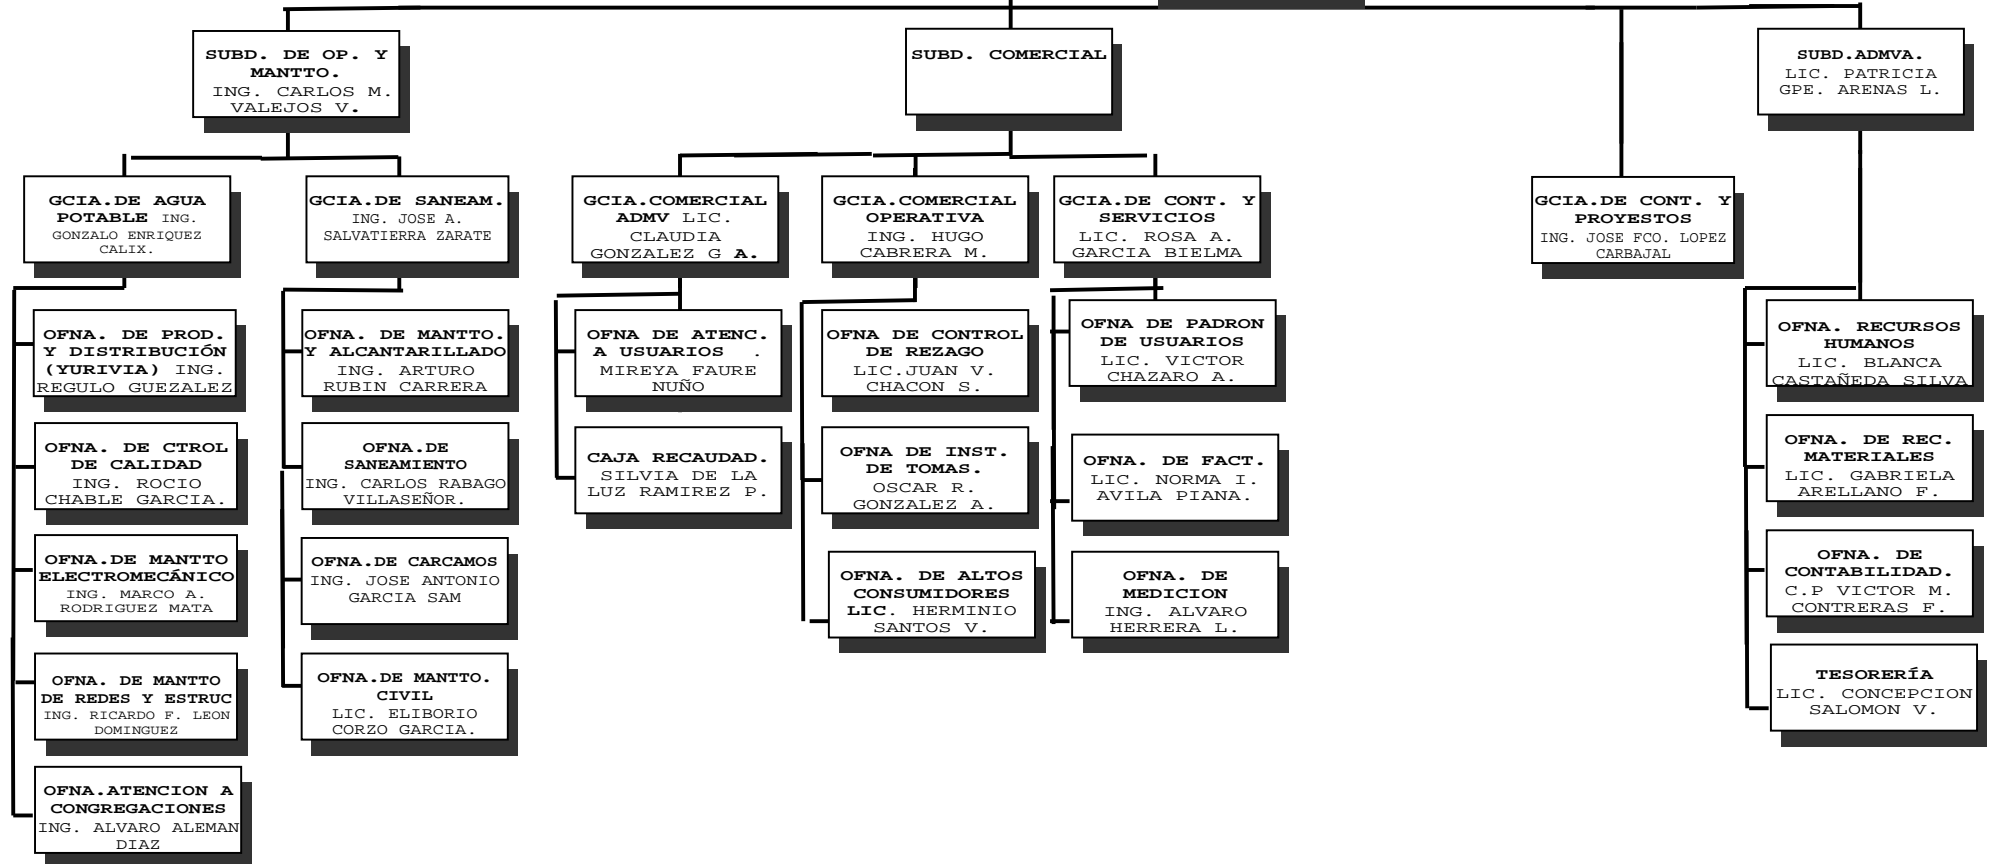 SUBD. DE OP. Y
MANTTO.
ING. CARLOS M.
VALEJOS V.
SUBD. COMERCIAL
SUBD.ADMVA.
LIC. PATRICIA
GPE. ARENAS L.
GCIA.DE AGUA
POTABLE ING.
GONZALO ENRIQUEZ
CALIX.
GCIA.DE SANEAM.
ING. JOSE A.
SALVATIERRA ZARATE
GCIA.COMERCIAL
ADMV LIC.
CLAUDIA
GONZALEZ G A.
GCIA.COMERCIAL
OPERATIVA
ING. HUGO
CABRERA M.
GCIA.DE CONT. Y
SERVICIOS
LIC. ROSA A.
GARCIA BIELMA
GCIA.DE CONT. Y
PROYESTOS
ING. JOSE FCO. LOPEZ
CARBAJAL
OFNA. DE PROD.
Y DISTRIBUCIÓN
(YURIVIA) ING.
REGULO GUEZALEZ
OFNA. DE CTROL
DE CALIDAD
ING. ROCIO
CHABLE GARCIA.
OFNA.DE MANTTO
ELECTROMECÁNICO
ING. MARCO A.
RODRIGUEZ MATA
OFNA. DE MANTTO
DE REDES Y ESTRUC
ING. RICARDO F. LEON
DOMINGUEZ
OFNA.ATENCION A
CONGREGACIONES
ING. ALVARO ALEMAN
DIAZ
OFNA. DE MANTTO.
Y ALCANTARILLADO
ING. ARTURO
RUBIN CARRERA
OFNA.DE
SANEAMIENTO
ING. CARLOS RABAGO
VILLASEÑOR.
OFNA.DE CARCAMOS
ING. JOSE ANTONIO
GARCIA SAM
OFNA.DE MANTTO.
CIVIL
LIC. ELIBORIO
CORZO GARCIA.
OFNA DE ATENC.
A USUARIOS .
MIREYA FAURE
NUÑO
CAJA RECAUDAD.
SILVIA DE LA
LUZ RAMIREZ P.
OFNA DE CONTROL
DE REZAGO
LIC.JUAN V.
CHACON S.
OFNA DE INST.
DE TOMAS.
OSCAR R.
GONZALEZ A.
OFNA. DE ALTOS
CONSUMIDORES
LIC. HERMINIO
SANTOS V.
OFNA DE PADRON
DE USUARIOS
LIC. VICTOR
CHAZARO A.
OFNA. DE FACT.
LIC. NORMA I.
AVILA PIANA.
OFNA. DE
MEDICION
ING. ALVARO
HERRERA L.
OFNA. RECURSOS
HUMANOS
LIC. BLANCA
CASTAÑEDA SILVA
OFNA. DE REC.
MATERIALES
LIC. GABRIELA
ARELLANO F.
OFNA. DE
CONTABILIDAD.
C.P VICTOR M.
CONTRERAS F.
TESORERÍA
LIC. CONCEPCION
SALOMON V.